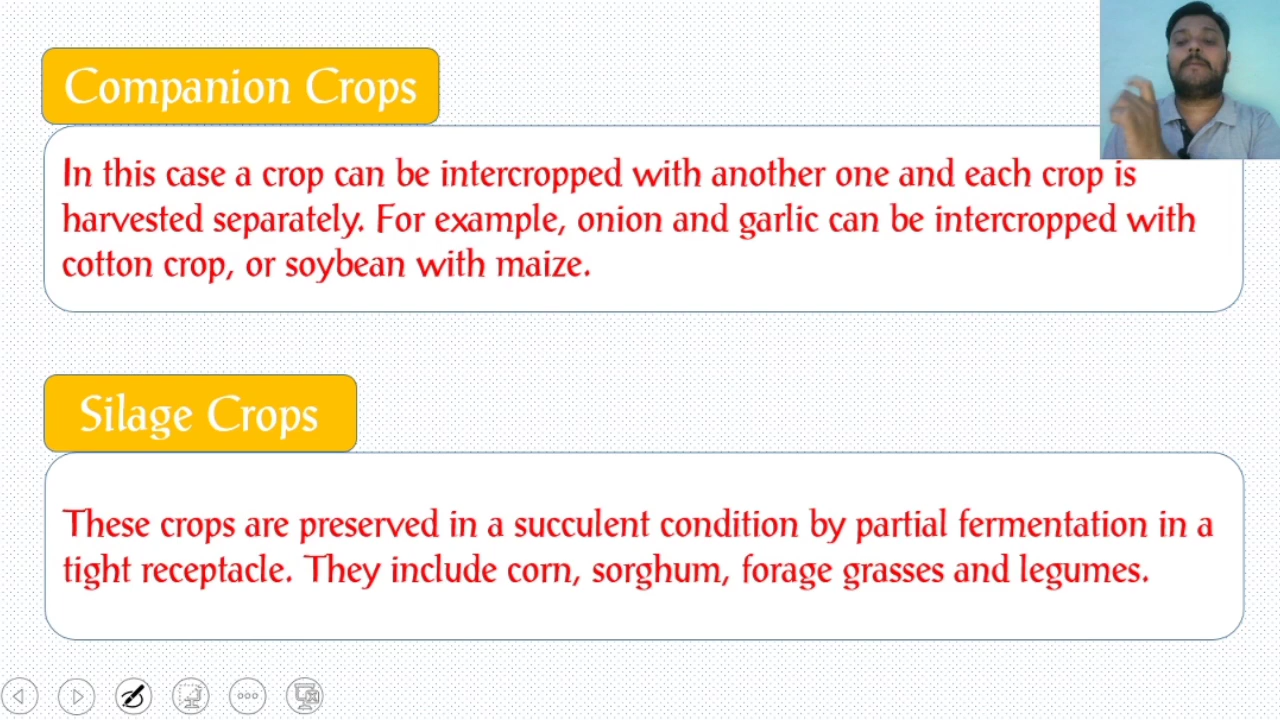 Companion Crops
In this case a crop can be intercropped with another one and each crop is
harvested separately. For example, onion and garlic can be intercropped with
cotton crop, or soybean with maize.
Silage Crops
These crops are preserved in a succulent condition by partial fermentation in a
tight receptacle. They include corn, sorghum, forage grasses and legumes.